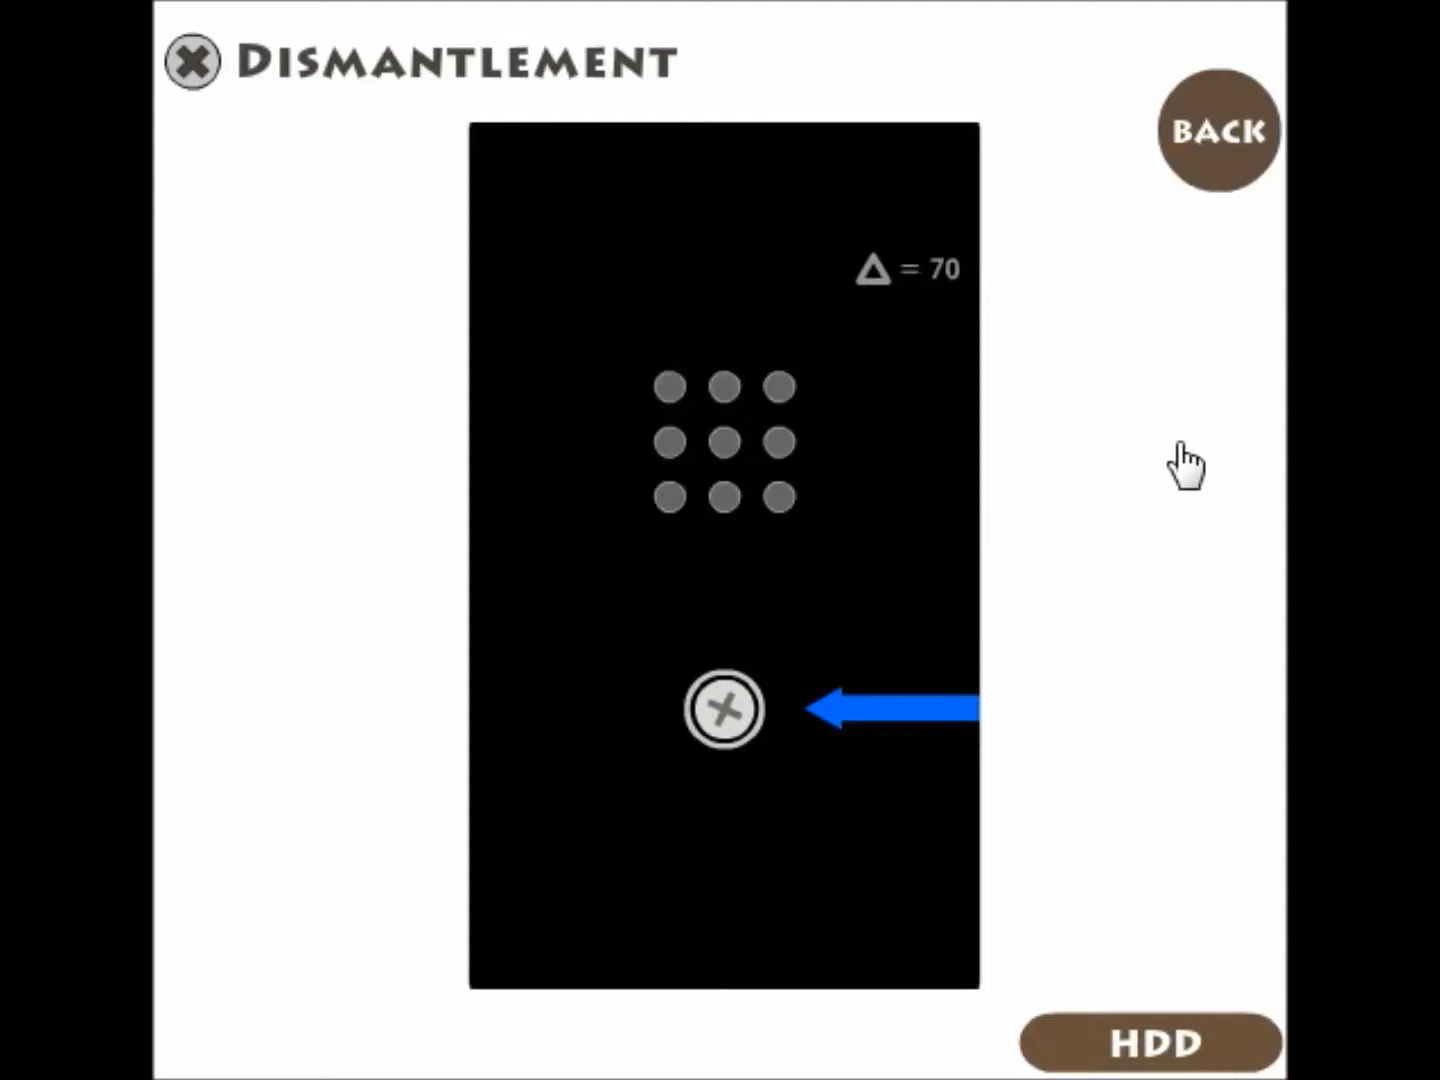 DISMANTLEMENT
BACK
△ = 70
HDD